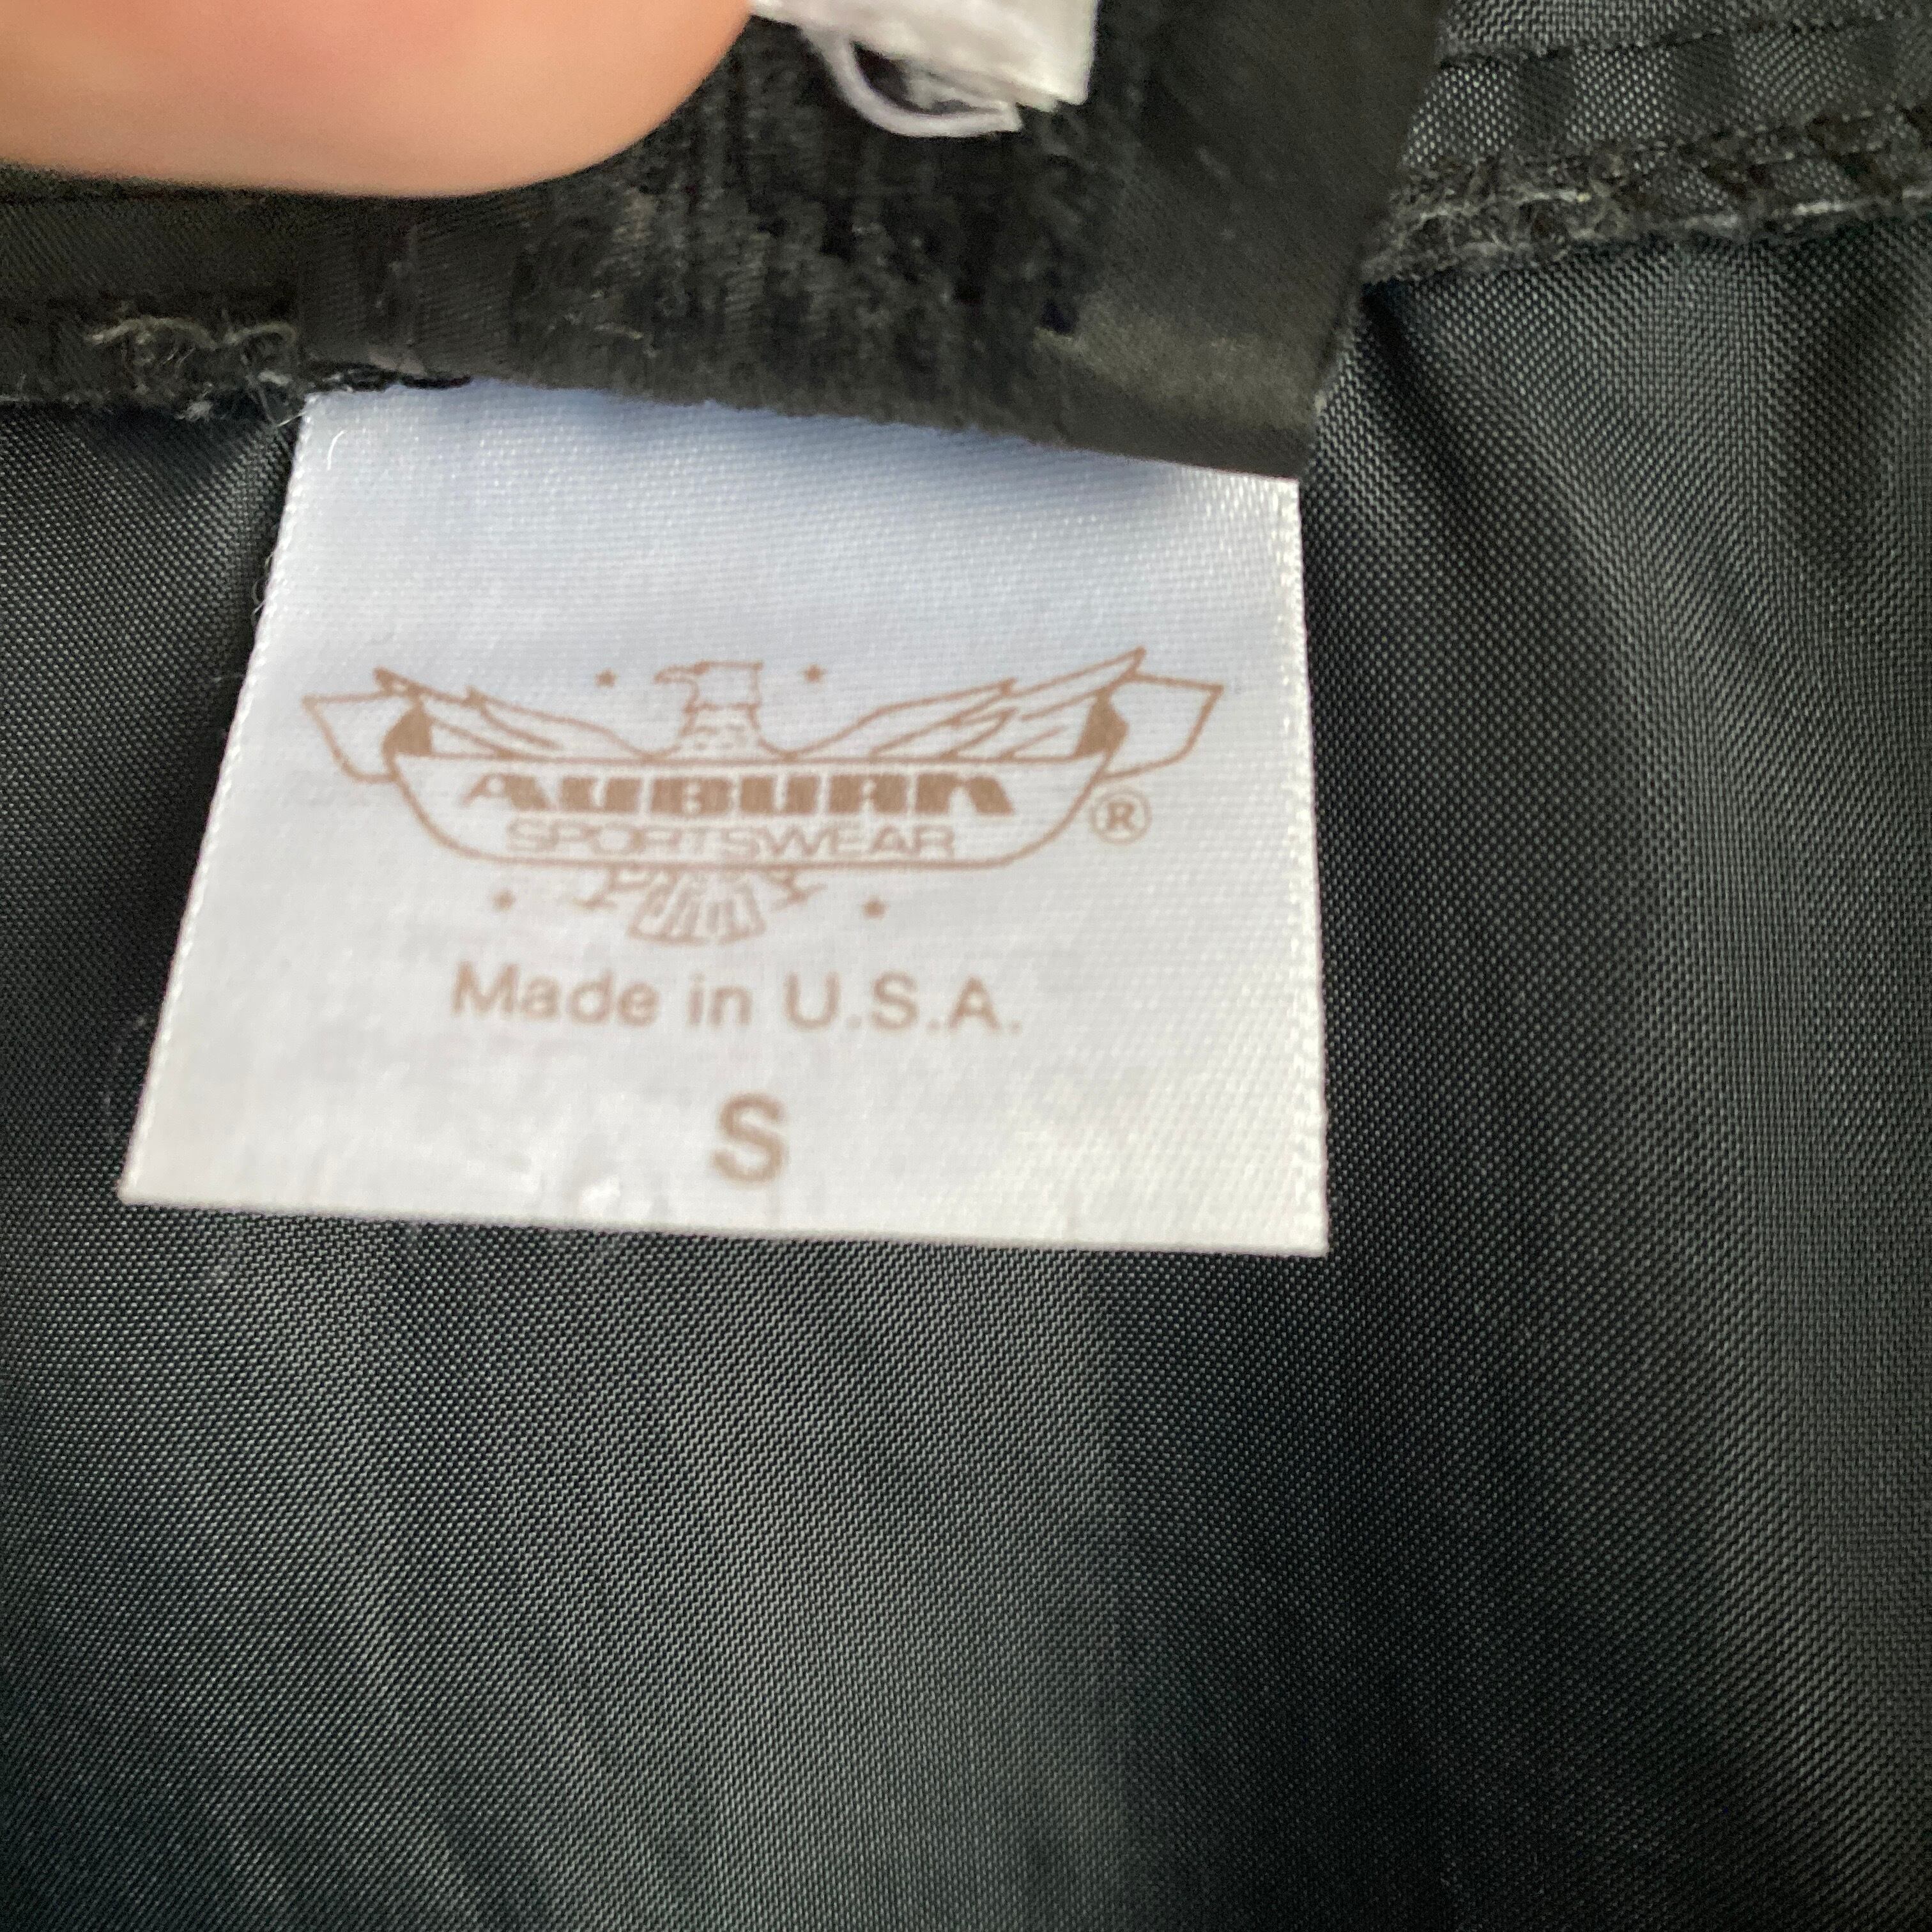 AUBURN
SPORTSWEAR
®
Made in U.S.A.
S